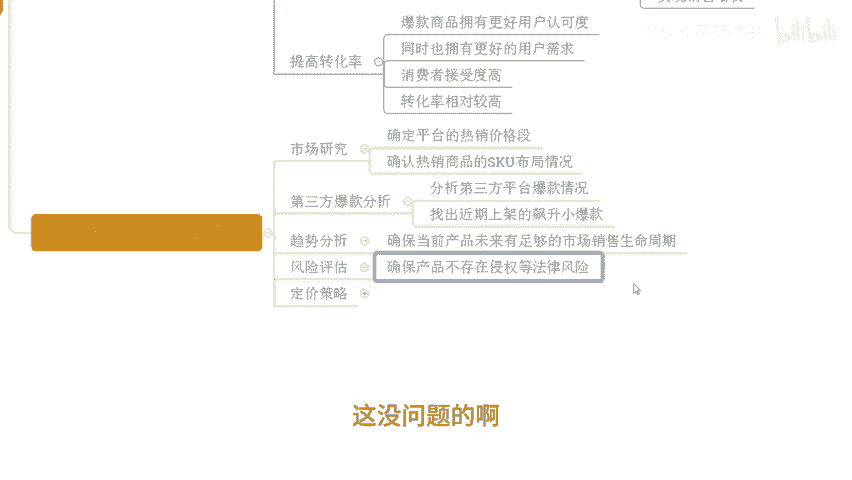 爆款商品拥有更好用户认可度
同时也拥有更好的用户需求
提高转化率
消费者接受度高
转化率相对较高
市场研究
确定平台的热销价格段
确认热销商品的SKU布局情况
第三方爆款分析
分析第三方平台爆款情况
找出近期上架的飙升小爆款
趋势分析
确保当前产品未来有足够的市场销售生命周期
风险评估
确保产品不存在侵权等法律风险
定价策略
这没问题的啊
bilibili